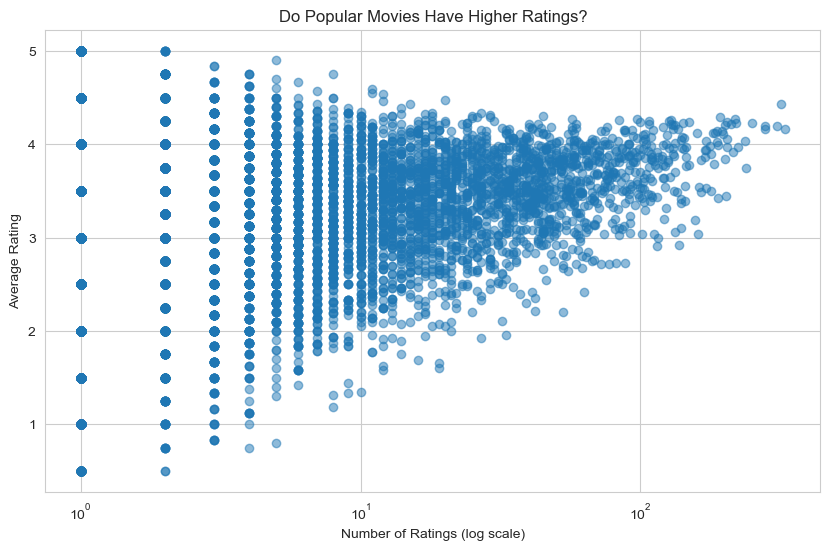 Do Popular Movies Have Higher Ratings?
Average Rating
5
4
3
2
1
10⁰
10¹
10²
Number of Ratings (log scale)